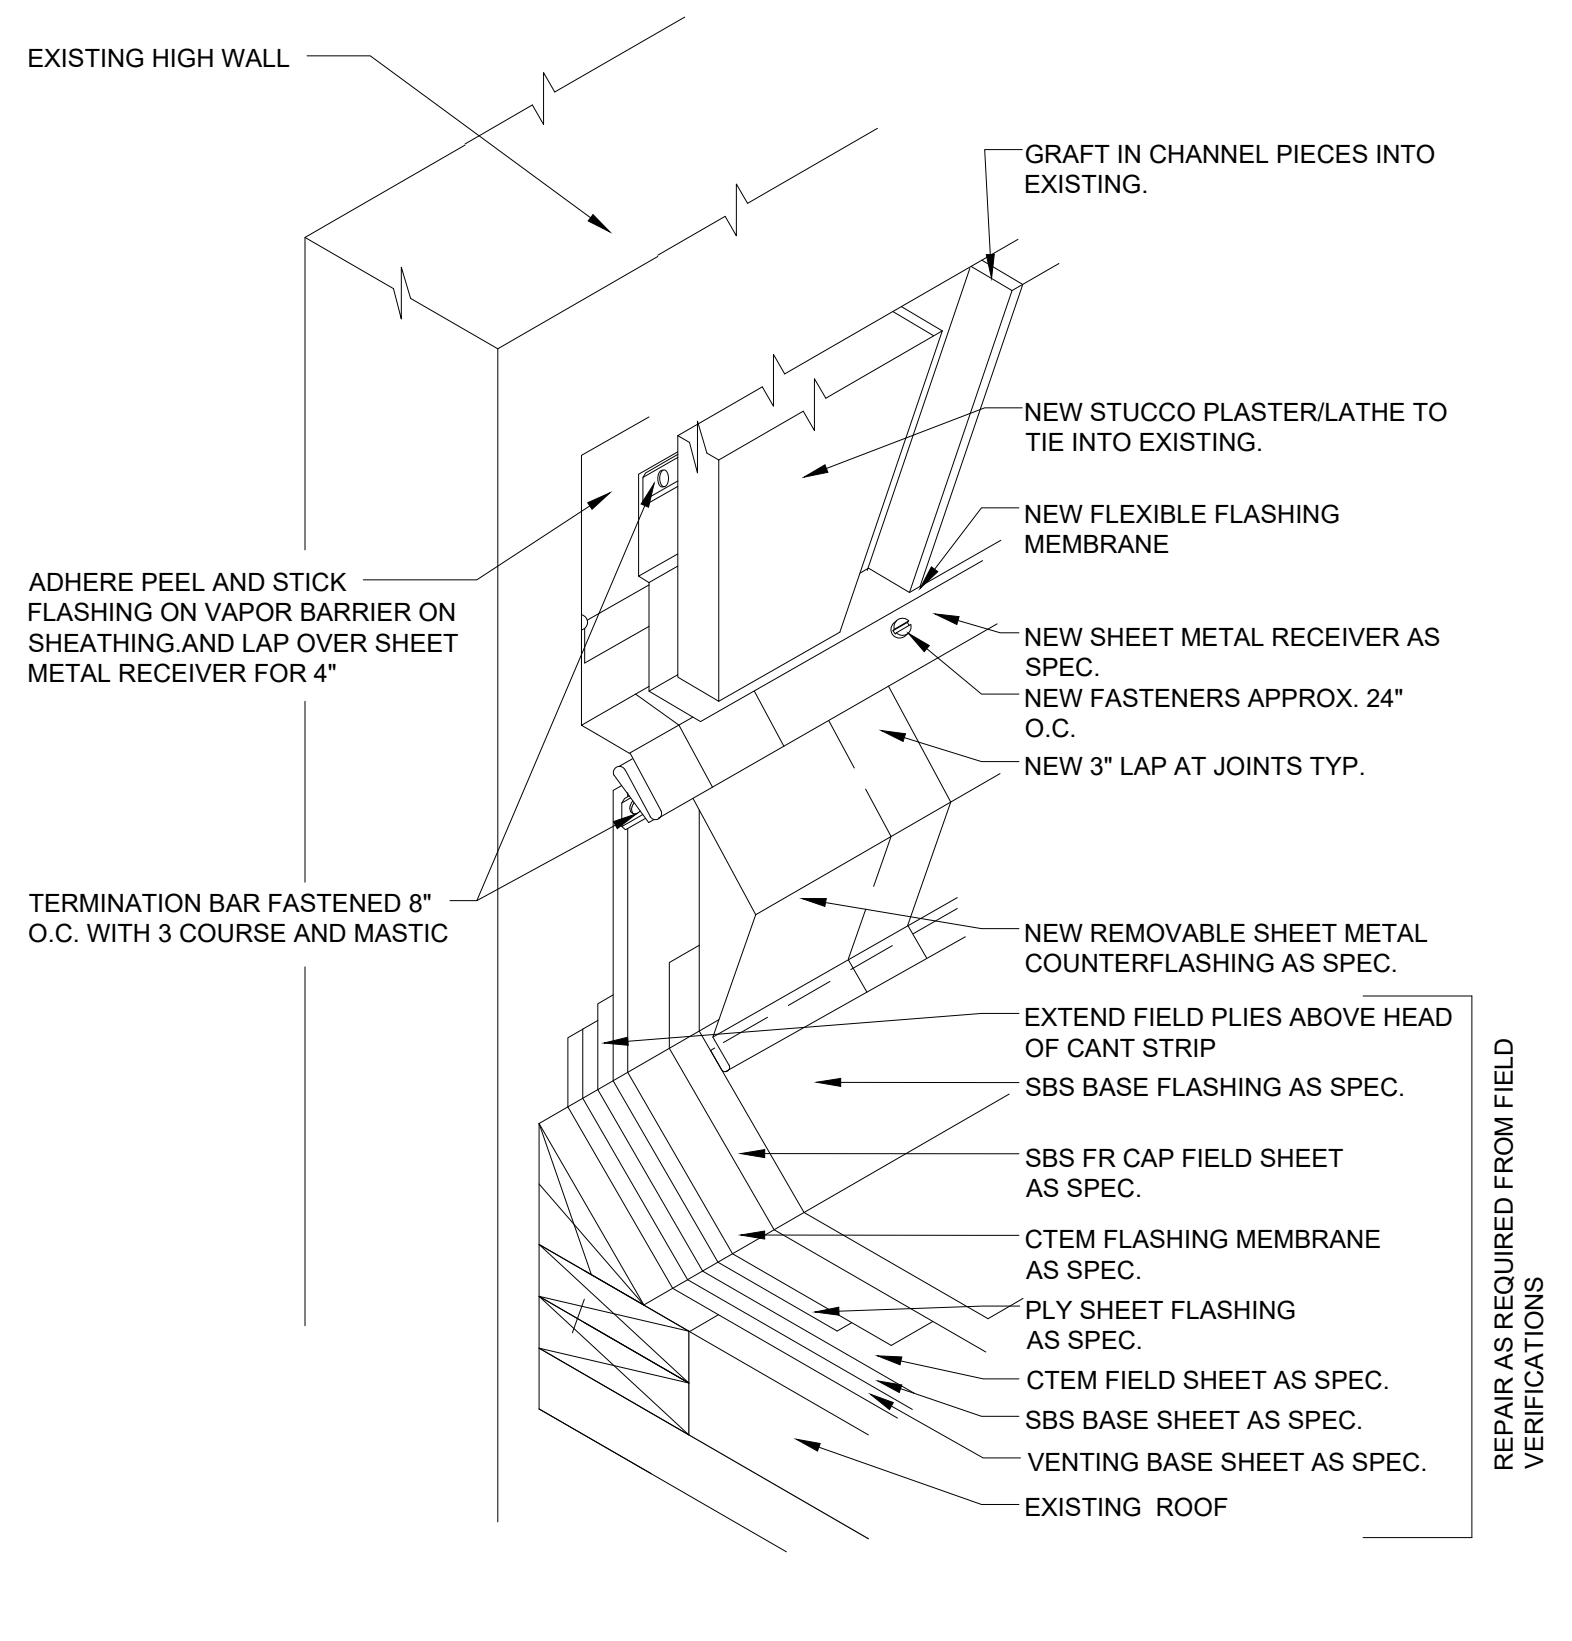 EXISTING HIGH WALL
GRAFT IN CHANNEL PIECES INTO
EXISTING.
NEW STUCCO PLASTER/LATHE TO
TIE INTO EXISTING.
NEW FLEXIBLE FLASHING
MEMBRANE
ADHERE PEEL AND STICK
FLASHING ON VAPOR BARRIER ON
SHEATHING.AND LAP OVER SHEET
METAL RECEIVER FOR 4"
NEW SHEET METAL RECEIVER AS
SPEC.
NEW FASTENERS APPROX. 24"
O.C.
NEW 3" LAP AT JOINTS TYP.
TERMINATION BAR FASTENED 8"
O.C. WITH 3 COURSE AND MASTIC
NEW REMOVABLE SHEET METAL
COUNTERFLASHING AS SPEC.
EXTEND FIELD PLIES ABOVE HEAD
OF CANT STRIP
SBS BASE FLASHING AS SPEC.
SBS FR CAP FIELD SHEET
AS SPEC.
CTEM FLASHING MEMBRANE
AS SPEC.
PLY SHEET FLASHING
AS SPEC.
CTEM FIELD SHEET AS SPEC.
SBS BASE SHEET AS SPEC.
VENTING BASE SHEET AS SPEC.
EXISTING  ROOF
REPAIR AS REQUIRED FROM FIELD
VERIFICATIONS